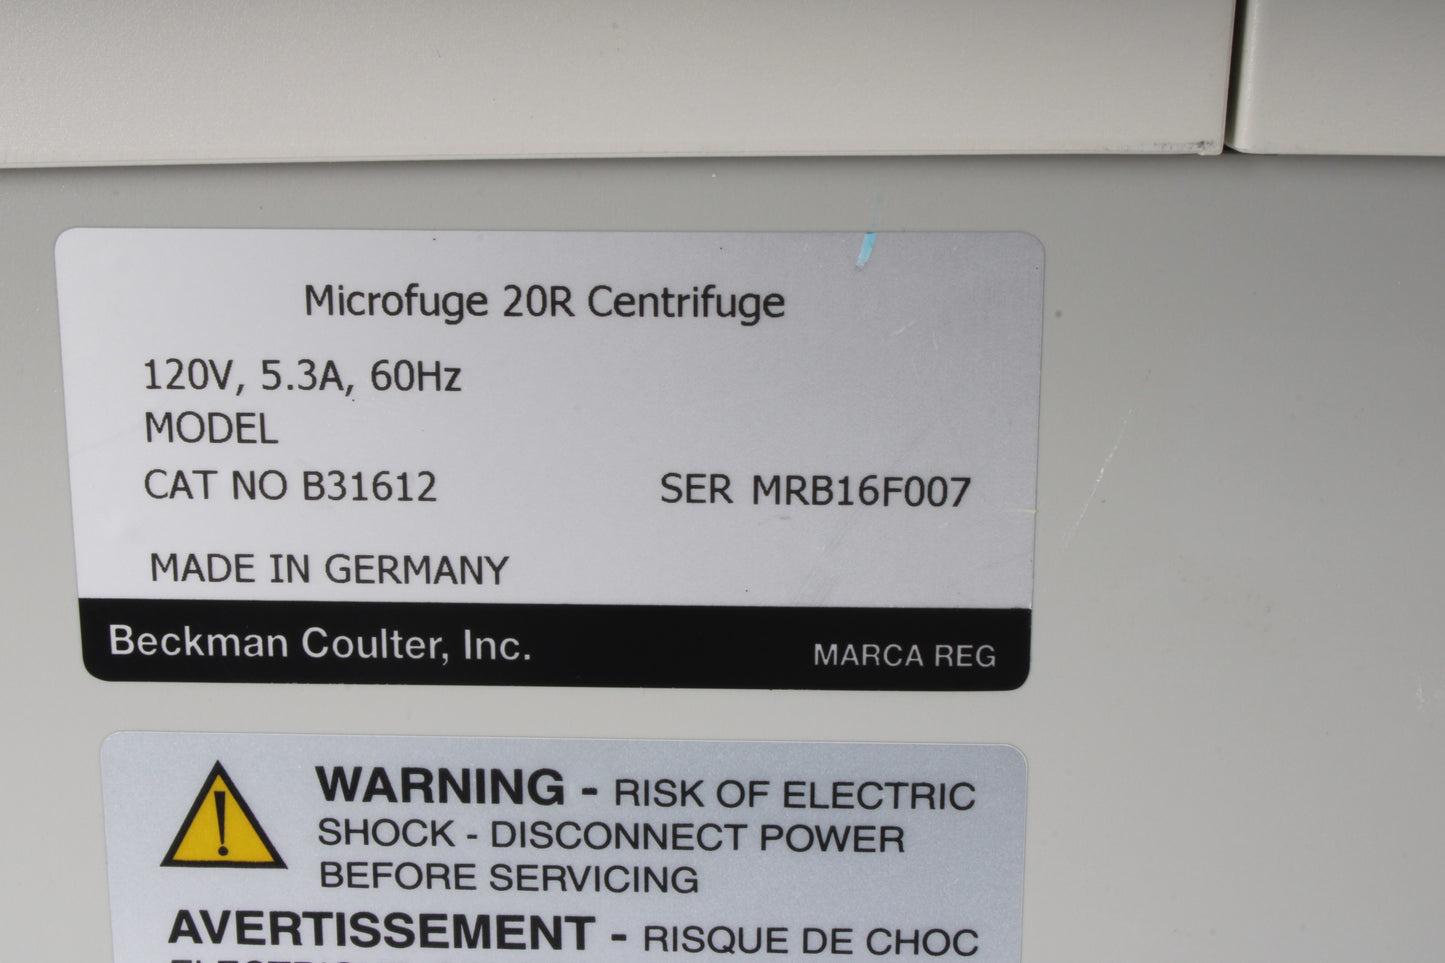 Microfuge 20R Centrifuge
120V, 5.3A, 60Hz
MODEL
CAT NO B31612 SER MRB16F007
MADE IN GERMANY
Beckman Coulter, Inc. MARCA REG
WARNING - RISK OF ELECTRIC
SHOCK - DISCONNECT POWER
BEFORE SERVICING
AVERTISSEMENT - RISQUE DE CHOC